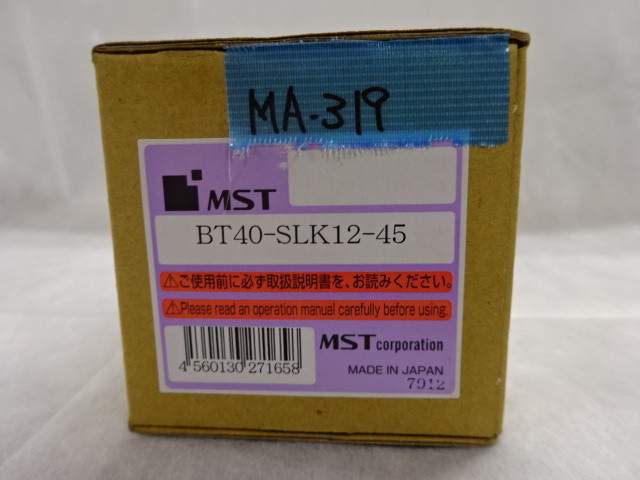 MA-319
MST
BT40-SLK12-45
⚠ご使用前に必ず取扱説明書を、お読みください。
⚠Please read an operation manual carefully before using.
4 560130 271658
MST corporation
MADE IN JAPAN
7912